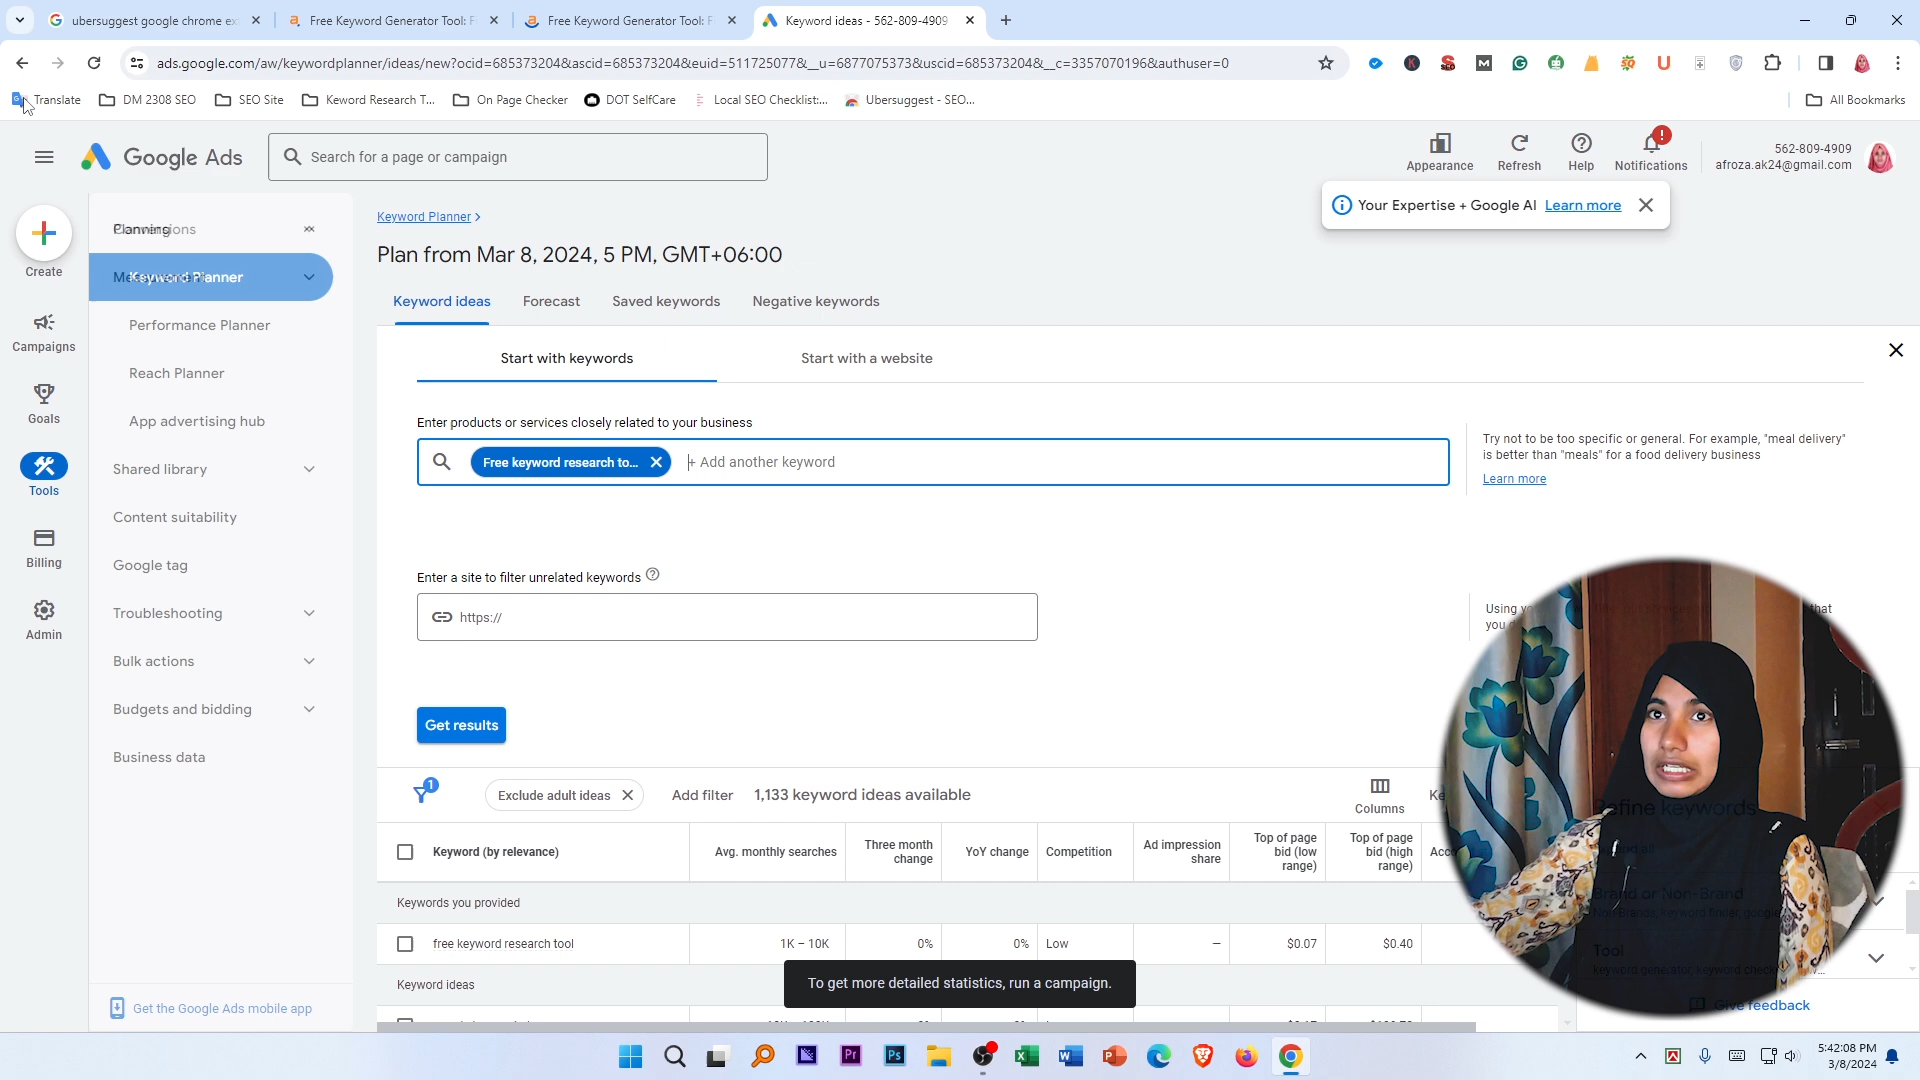 ubersuggest google chrome ex
Free Keyword Generator Tool: F
Free Keyword Generator Tool: F
Keyword ideas - 562-809-4909
ads.google.com/aw/keywordplanner/ideas/new?ocid=685373204&ascid=685373204&euid=511725077&__u=6877075373&uscid=685373204&__c=3357070196&authuser=0
Translate
DM 2308 SEO
SEO Site
Keword Research T...
On Page Checker
DOT SelfCare
Local SEO Checklist:...
Ubersuggest - SEO...
All Bookmarks
Google Ads
Search for a page or campaign
Appearance
Refresh
Help
Notifications
562-809-4909
afroza.ak24@gmail.com
Your Expertise + Google AI Learn more
Create
Campaigns
Goals
Tools
Billing
Admin
Planning
Keyword Planner
Performance Planner
Reach Planner
App advertising hub
Shared library
Content suitability
Google tag
Troubleshooting
Bulk actions
Budgets and bidding
Business data
Get the Google Ads mobile app
Keyword Planner
Plan from Mar 8, 2024, 5 PM, GMT+06:00
Keyword ideas
Forecast
Saved keywords
Negative keywords
Start with keywords
Start with a website
Enter products or services closely related to your business
Free keyword research to...
+ Add another keyword
Try not to be too specific or general. For example, "meal delivery"
is better than "meals" for a food delivery business
Learn more
Enter a site to filter unrelated keywords
https://
Get results
1
Exclude adult ideas
Add filter
1,133 keyword ideas available
Columns
Refine keywords
Keyword (by relevance)
Avg. monthly searches
Three month
change
YoY change
Competition
Ad impression
share
Top of page
bid (low
range)
Top of page
bid (high
range)
Brand or Non-Brand
Keywords you provided
free keyword research tool
1K – 10K
0%
0%
Low
—
$0.07
$0.40
Tool
To get more detailed statistics, run a campaign.
Keyword ideas
Give feedback
5:42:08 PM
3/8/2024